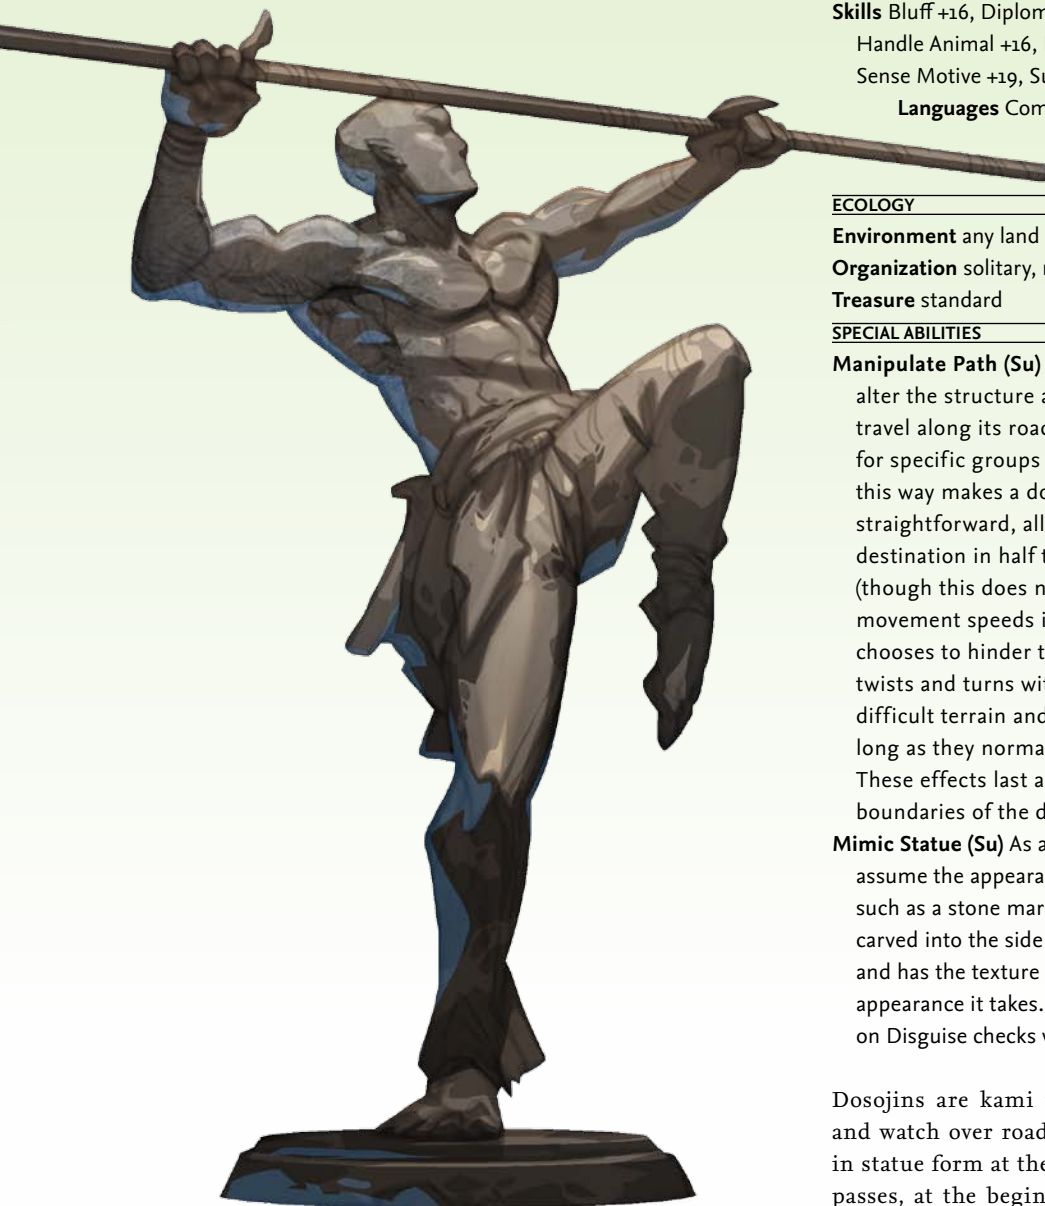 Skills Bluff +16, Diplom
Handle Animal +16,
Sense Motive +19, Su
Languages Com
ECOLOGY
Environment any land
Organization solitary,
Treasure standard
SPECIAL ABILITIES
Manipulate Path (Su)
alter the structure a
travel along its road
for specific groups
this way makes a do
straightforward, all
destination in half t
(though this does n
movement speeds i
chooses to hinder t
twists and turns wit
difficult terrain and
long as they norma
These effects last a
boundaries of the d
Mimic Statue (Su) As a
assume the appeara
such as a stone mar
carved into the side
and has the texture
appearance it takes.
on Disguise checks w
Dosojins are kami
and watch over road
in statue form at the
passes, at the begin